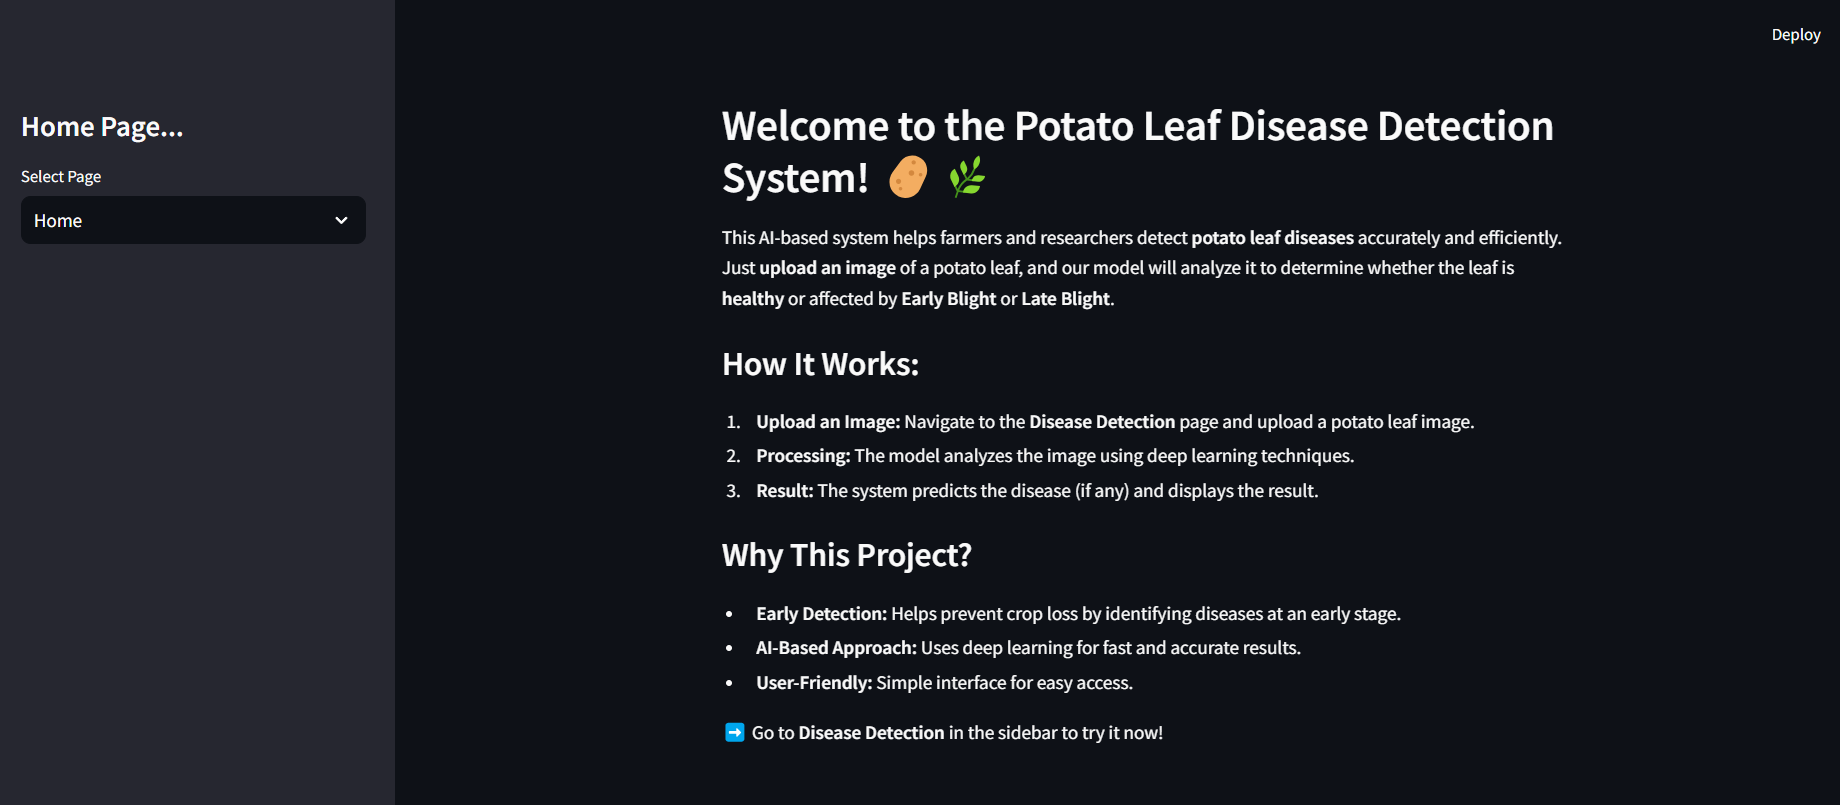 Deploy
Home Page...
Select Page
Home
Welcome to the Potato Leaf Disease Detection
System! 🥔 🌿
This AI-based system helps farmers and researchers detect potato leaf diseases accurately and efficiently.
Just upload an image of a potato leaf, and our model will analyze it to determine whether the leaf is
healthy or affected by Early Blight or Late Blight.
How It Works:
1. Upload an Image: Navigate to the Disease Detection page and upload a potato leaf image.
2. Processing: The model analyzes the image using deep learning techniques.
3. Result: The system predicts the disease (if any) and displays the result.
Why This Project?
• Early Detection: Helps prevent crop loss by identifying diseases at an early stage.
• AI-Based Approach: Uses deep learning for fast and accurate results.
• User-Friendly: Simple interface for easy access.
➡️ Go to Disease Detection in the sidebar to try it now!